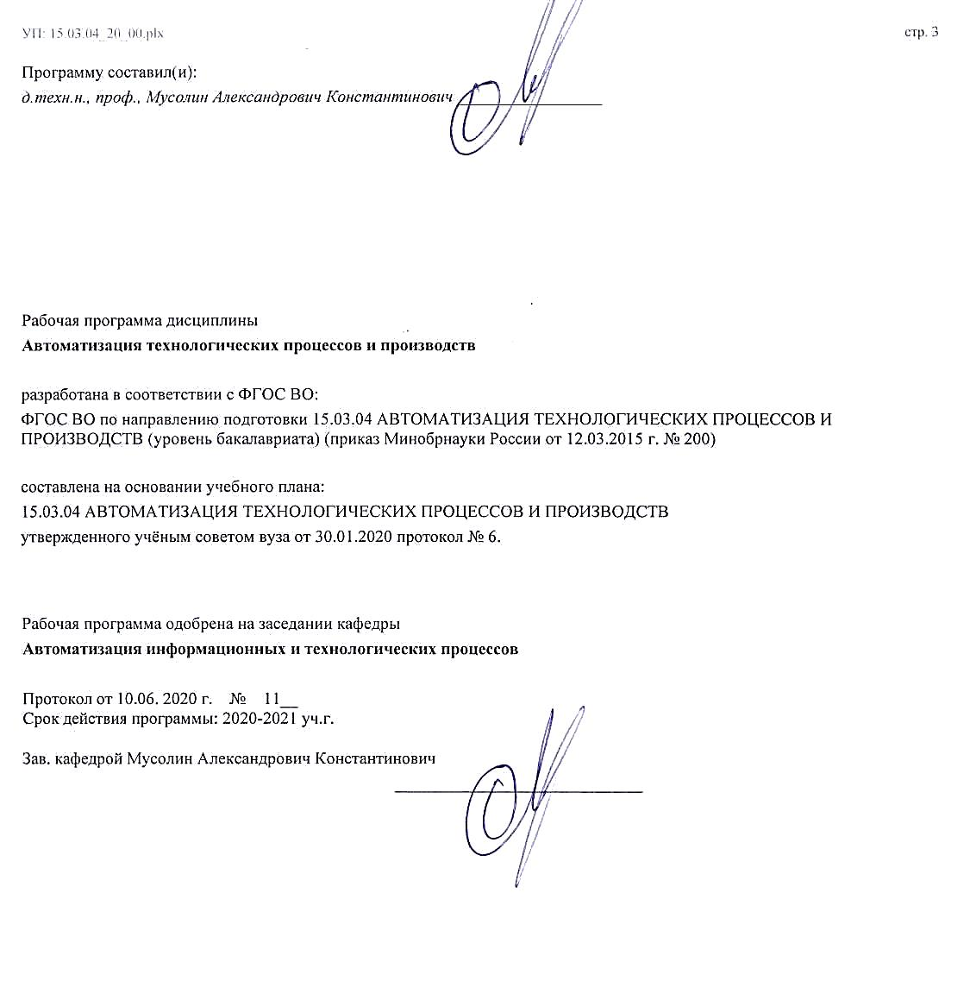 УП: 15.03.04_20_00.plx
стр. 3
Программу составил(и):
д.техн.н., проф., Мусолин Александрович Константинович
Рабочая программа дисциплины
Автоматизация технологических процессов и производств
разработана в соответствии с ФГОС ВО:
ФГОС ВО по направлению подготовки 15.03.04 АВТОМАТИЗАЦИЯ ТЕХНОЛОГИЧЕСКИХ ПРОЦЕССОВ И
ПРОИЗВОДСТВ (уровень бакалавриата) (приказ Минобрнауки России от 12.03.2015 г. № 200)
составлена на основании учебного плана:
15.03.04 АВТОМАТИЗАЦИЯ ТЕХНОЛОГИЧЕСКИХ ПРОЦЕССОВ И ПРОИЗВОДСТВ
утвержденного учёным советом вуза от 30.01.2020 протокол № 6.
Рабочая программа одобрена на заседании кафедры
Автоматизация информационных и технологических процессов
Протокол от 10.06. 2020 г. № 11__
Срок действия программы: 2020-2021 уч.г.
Зав. кафедрой Мусолин Александрович Константинович